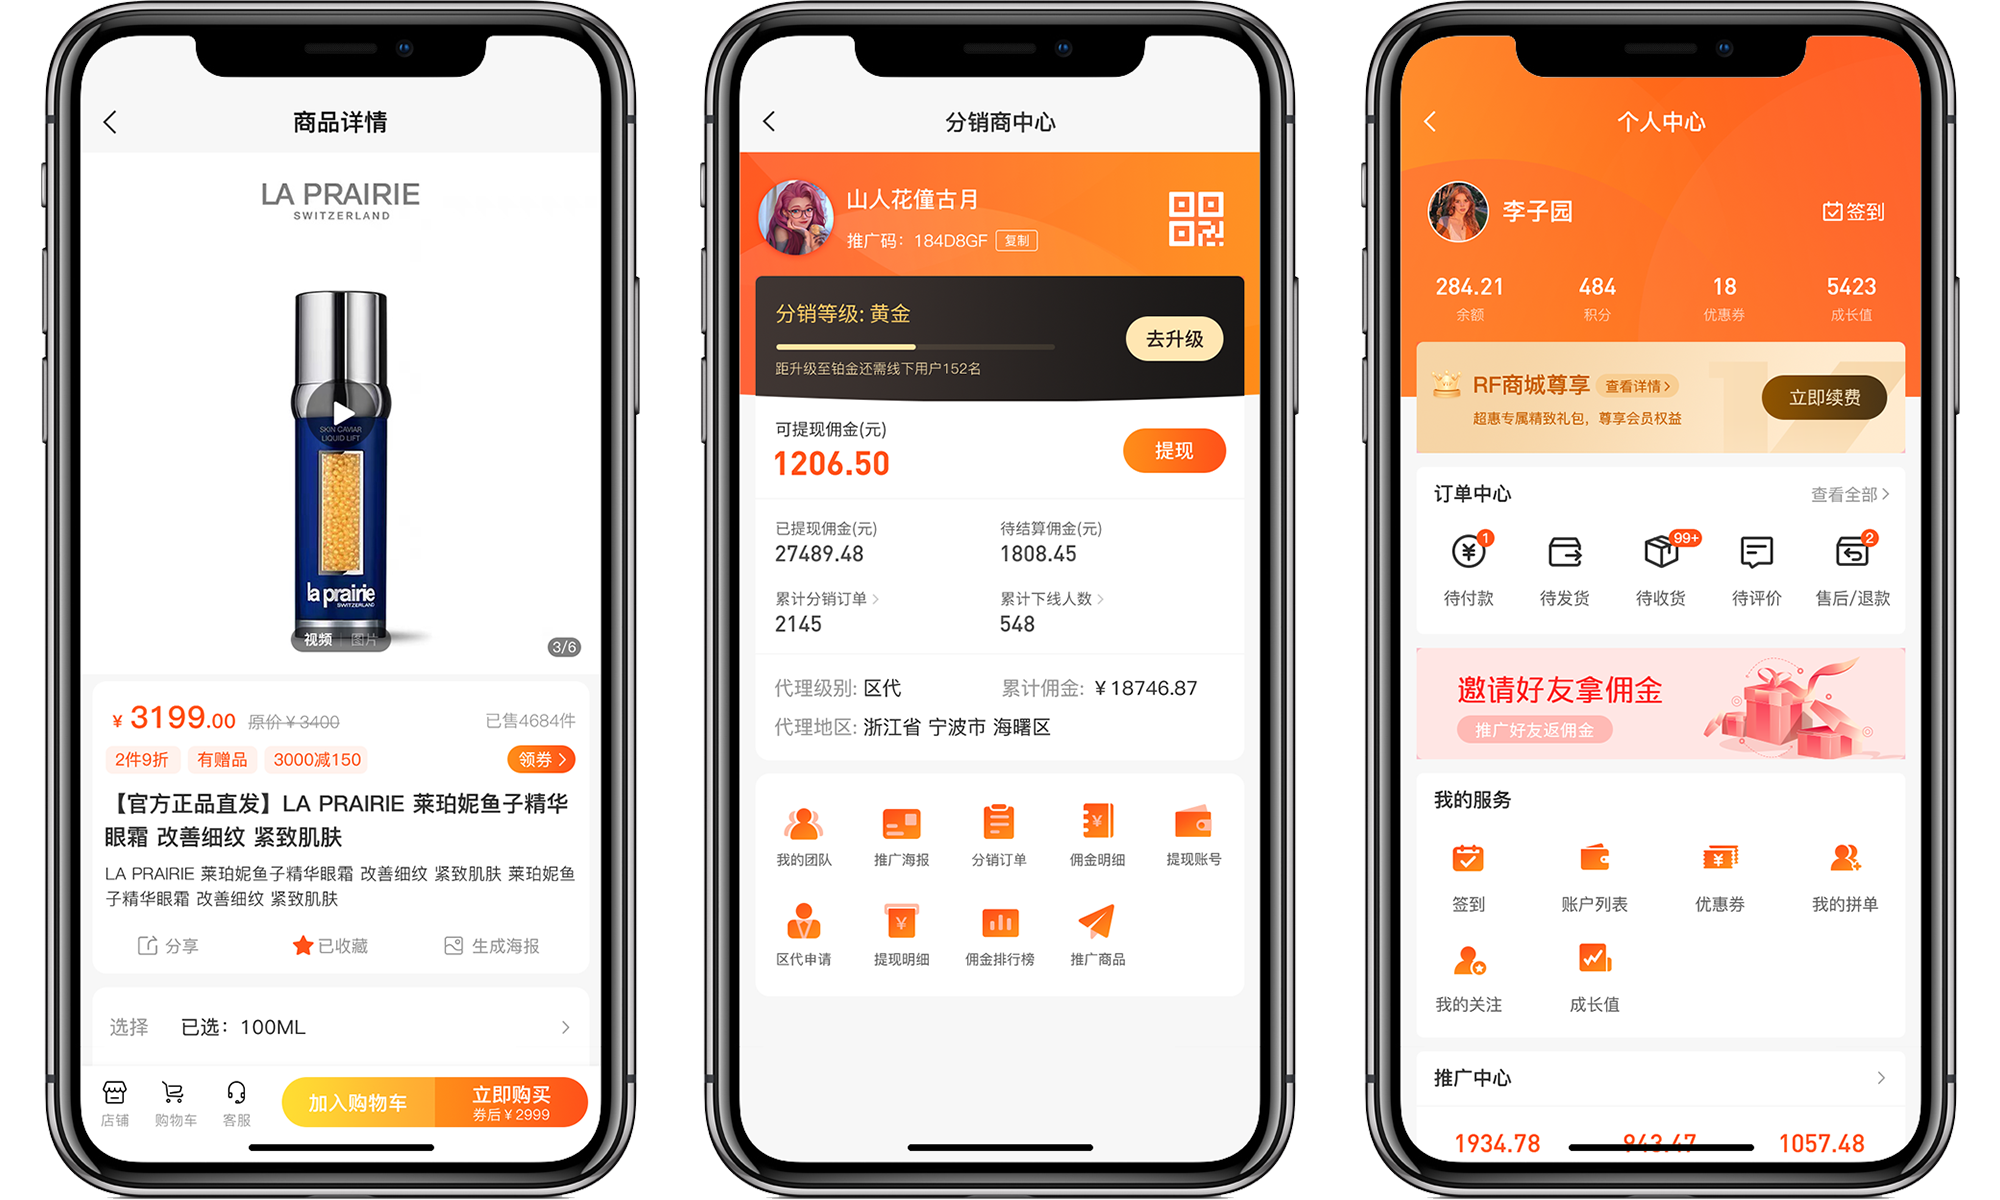 商品详情
LA PRAIRIE
SWITZERLAND
SKIN CAVIAR
LIQUID LIFT
la prairie
SWITZERLAND
视频 图片
3/6
¥ 3199.00 原价¥3400 已售4684件
2件9折 有赠品 3000减150 领券
【官方正品直发】LA PRAIRIE 莱珀妮鱼子精华
眼霜 改善细纹 紧致肌肤
LA PRAIRIE 莱珀妮鱼子精华眼霜 改善细纹 紧致肌肤 莱珀妮鱼
子精华眼霜 改善细纹 紧致肌肤
分享 已收藏 生成海报
选择 已选：100ML
店铺 购物车 客服
加入购物车
立即购买
券后¥2999
分销商中心
山人花僮古月
推广码：184D8GF 复制
分销等级: 黄金
距升级至铂金还需线下用户152名
去升级
可提现佣金(元)
1206.50
提现
已提现佣金(元) 待结算佣金(元)
27489.48 1808.45
累计分销订单 累计下线人数
2145 548
代理级别: 区代 累计佣金: ¥18746.87
代理地区: 浙江省 宁波市 海曙区
我的团队 推广海报 分销订单 佣金明细 提现账号
区代申请 提现明细 佣金排行榜 推广商品
个人中心
李子园 签到
284.21 484 18 5423
余额 积分 优惠券 成长值
RF商城尊享 查看详情
超惠专属精致礼包，尊享会员权益
立即续费
订单中心 查看全部
1 99+ 2
待付款 待发货 待收货 待评价 售后/退款
邀请好友拿佣金
推广好友返佣金
我的服务
签到 账户列表 优惠券 我的拼单
我的关注 成长值
推广中心
1934.78 943.47 1057.48